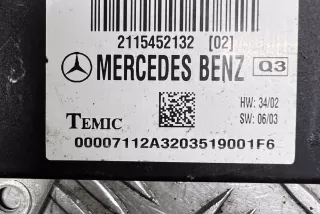 2115452132 [02]
MERCEDES BENZ Q3
HW: 34/02
SW: 06/03
TEMIC
00007112A3203519001F6